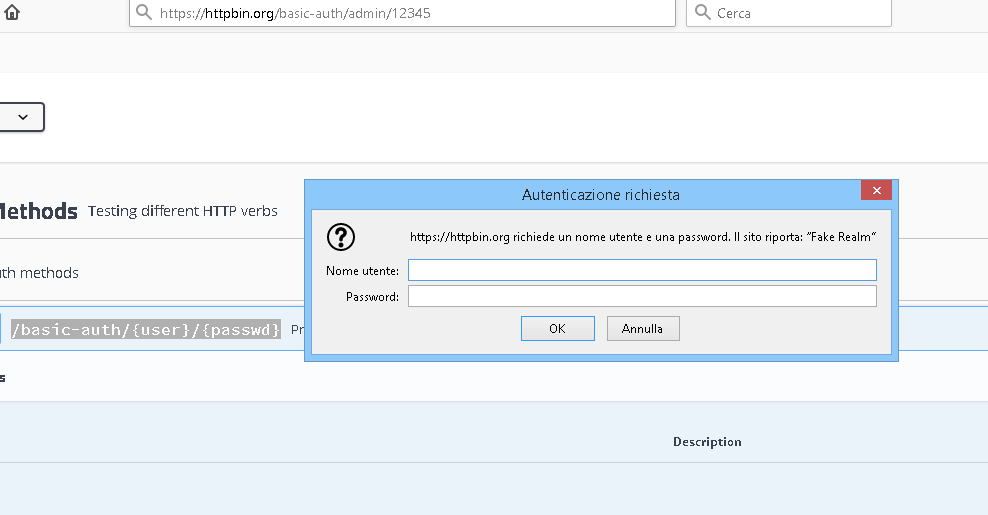 https://httpbin.org/basic-auth/admin/12345
Cerca
Methods Testing different HTTP verbs
Autenticazione richiesta
https://httpbin.org richiede un nome utente e una password. Il sito riporta: “Fake Realm”
Nome utente:
Password:
OK
Annulla
methods
/basic-auth/{user}/{passwd}
Description